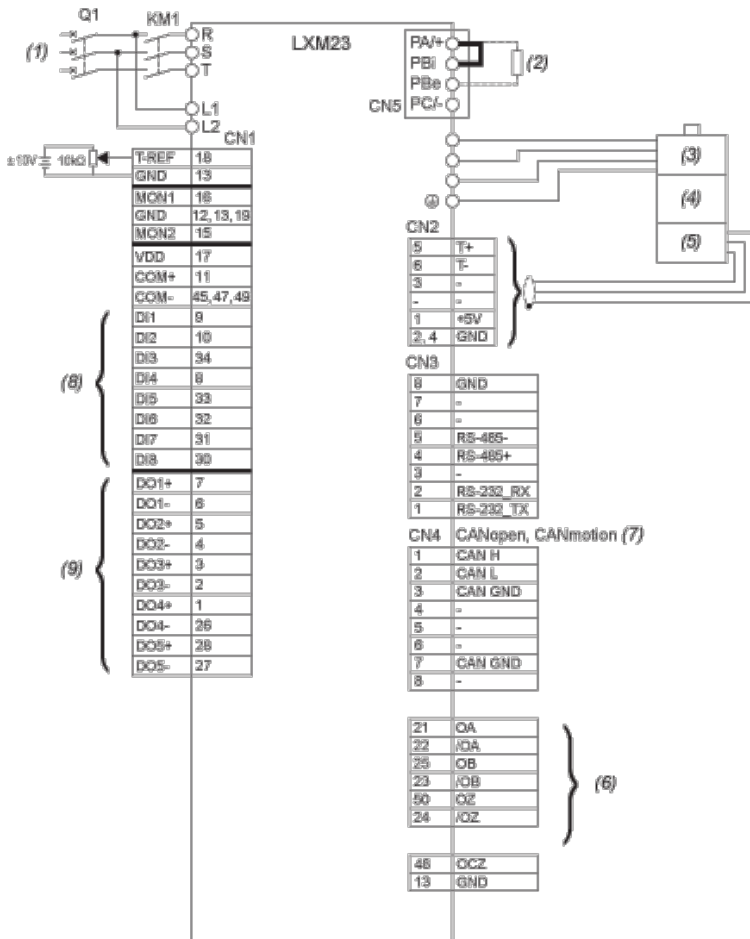 Q1
KM1
(1)
R
S
T
L1
L2
LXM23
PA/+
PBi
PBe
CN5 PC/-
(2)
CN1
±10V 10kΩ
T-REF 18
GND 13
MON1 16
GND 12,13,19
MON2 15
VDD 17
COM+ 11
COM- 45,47,49
DI1 9
DI2 10
DI3 34
DI4 8
DI5 33
DI6 32
DI7 31
DI8 30
(8)
DO1+ 7
DO1- 6
DO2+ 5
DO2- 4
DO3+ 3
DO3- 2
DO4+ 1
DO4- 26
DO5+ 28
DO5- 27
(9)
(3)
(4)
(5)
CN2
5 T+
6 T-
3 -
- -
1 +5V
2, 4 GND
CN3
8 GND
7 -
6 -
5 RS-485-
4 RS-485+
3 -
2 RS-232_RX
1 RS-232_TX
CN4 CANopen, CANmotion (7)
1 CAN H
2 CAN L
3 CAN GND
4 -
5 -
6 -
7 CAN GND
8 -
21 OA
22 /OA
25 OB
23 /OB
50 OZ
24 /OZ
(6)
48 OCZ
13 GND